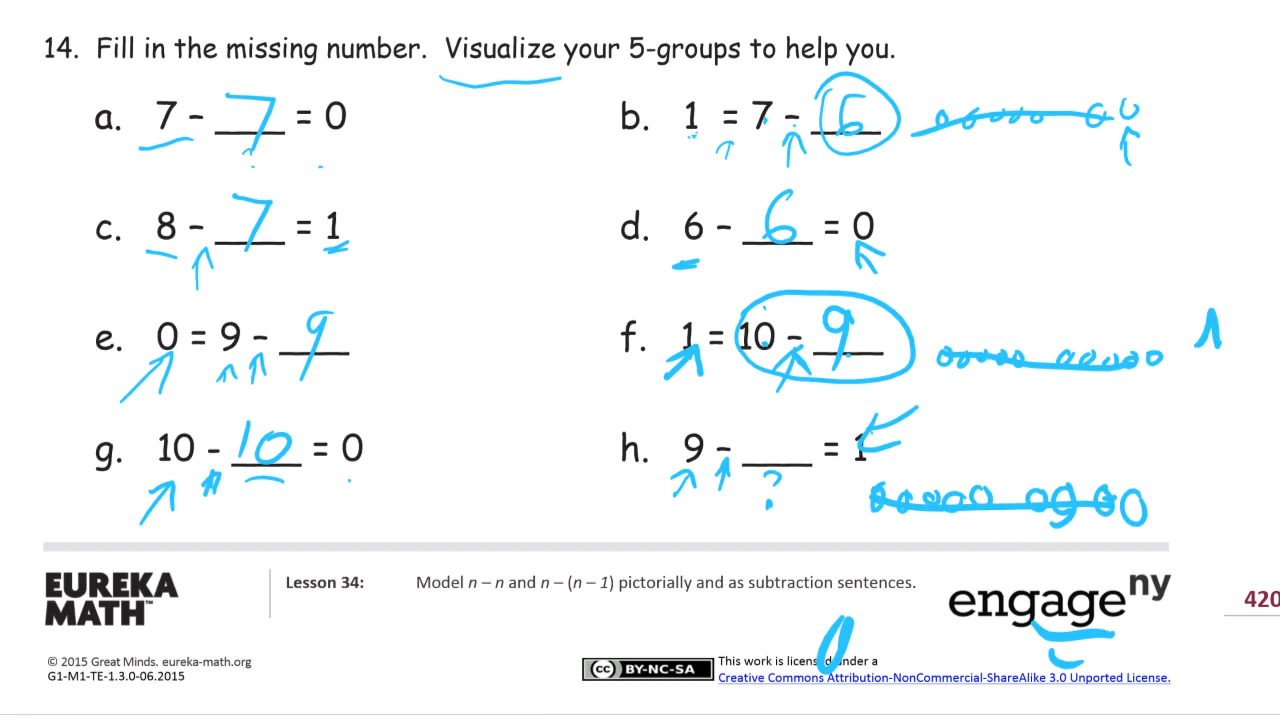 14. Fill in the missing number. Visualize your 5-groups to help you.
a. 7 - 7 = 0
b. 1 = 7 - 6
c. 8 - 7 = 1
d. 6 - 6 = 0
e. 0 = 9 - 9
f. 1 = 10 - 9
1
g. 10 - 10 = 0
h. 9 - ___ = 1
?
EUREKA
MATH™
Lesson 34: Model n – n and n – (n – 1) pictorially and as subtraction sentences.
engage ny
420
© 2015 Great Minds. eureka-math.org
G1-M1-TE-1.3.0-06.2015
cc BY-NC-SA
This work is licensed under a
Creative Commons Attribution-NonCommercial-ShareAlike 3.0 Unported License.